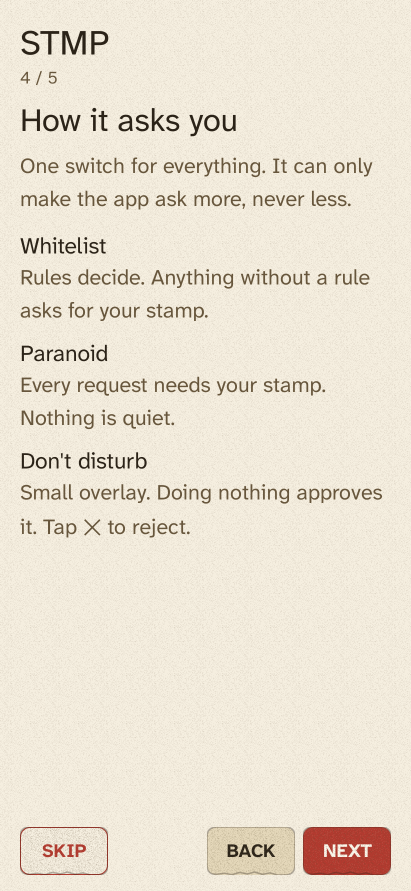 STMP
4 / 5
How it asks you
One switch for everything. It can only
make the app ask more, never less.
Whitelist
Rules decide. Anything without a rule
asks for your stamp.
Paranoid
Every request needs your stamp.
Nothing is quiet.
Don't disturb
Small overlay. Doing nothing approves
it. Tap ✕ to reject.
SKIP
BACK
NEXT